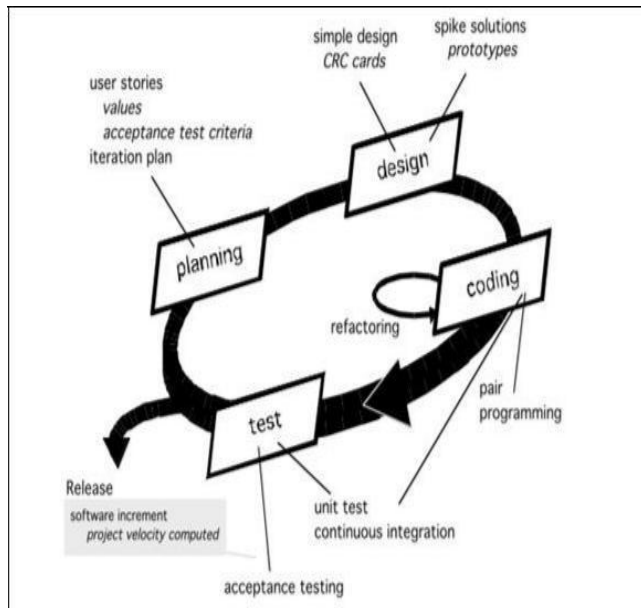 spike solutions
prototypes
simple design
CRC cards
user stories
values
acceptance test criteria
iteration plan
design
planning
coding
refactoring
pair
programming
test
unit test
continuous integration
Release
software increment
project velocity computed
acceptance testing